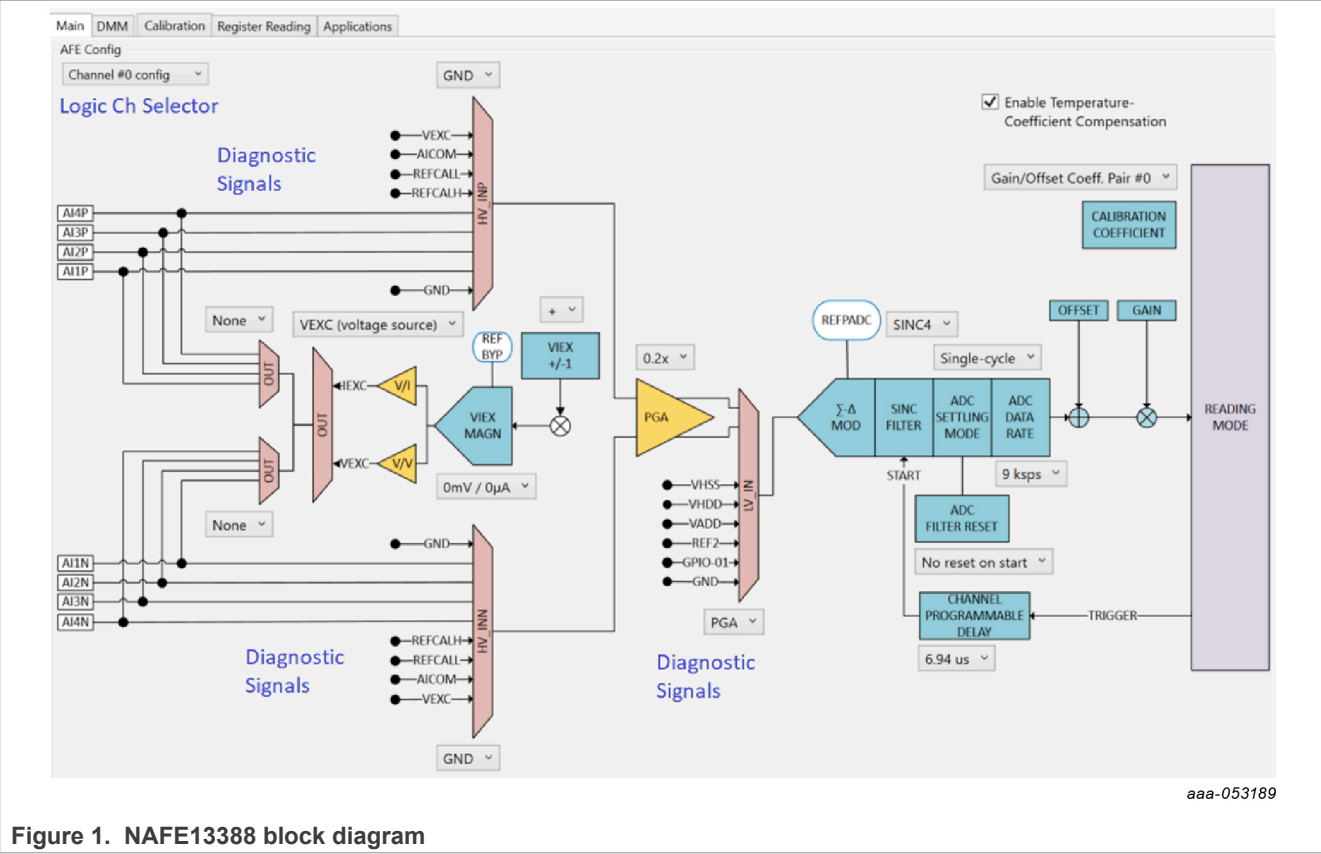 Main DMM Calibration Register Reading Applications
AFE Config
Channel #0 config
GND
Logic Ch Selector
Enable Temperature-
Coefficient Compensation
Diagnostic
Signals
VEXC
AICOM
REFCALL
REFCALH
HV_INP
GND
AI4P
AI3P
AI2P
AI1P
Gain/Offset Coeff. Pair #0
CALIBRATION
COEFFICIENT
None
VEXC (voltage source)
+
REF
BYP
VIEX
+/-1
OUT
OUT
OUT
IEXC
V/I
VEXC
V/V
VIEX
MAGN
0mV / 0µA
None
0.2x
PGA
REFPADC
SINC4
Single-cycle
OFFSET
GAIN
Σ-Δ
MOD
SINC
FILTER
ADC
SETTLING
MODE
ADC
DATA
RATE
READING
MODE
START
9 ksps
ADC
FILTER RESET
No reset on start
CHANNEL
PROGRAMMABLE
DELAY
TRIGGER
6.94 us
VHSS
VHDD
VADD
REF2
GPIO-01
GND
LV_IN
PGA
Diagnostic
Signals
AI1N
AI2N
AI3N
AI4N
GND
HV_INN
REFCALH
REFCALL
AICOM
VEXC
Diagnostic
Signals
GND
aaa-053189
Figure 1. NAFE13388 block diagram